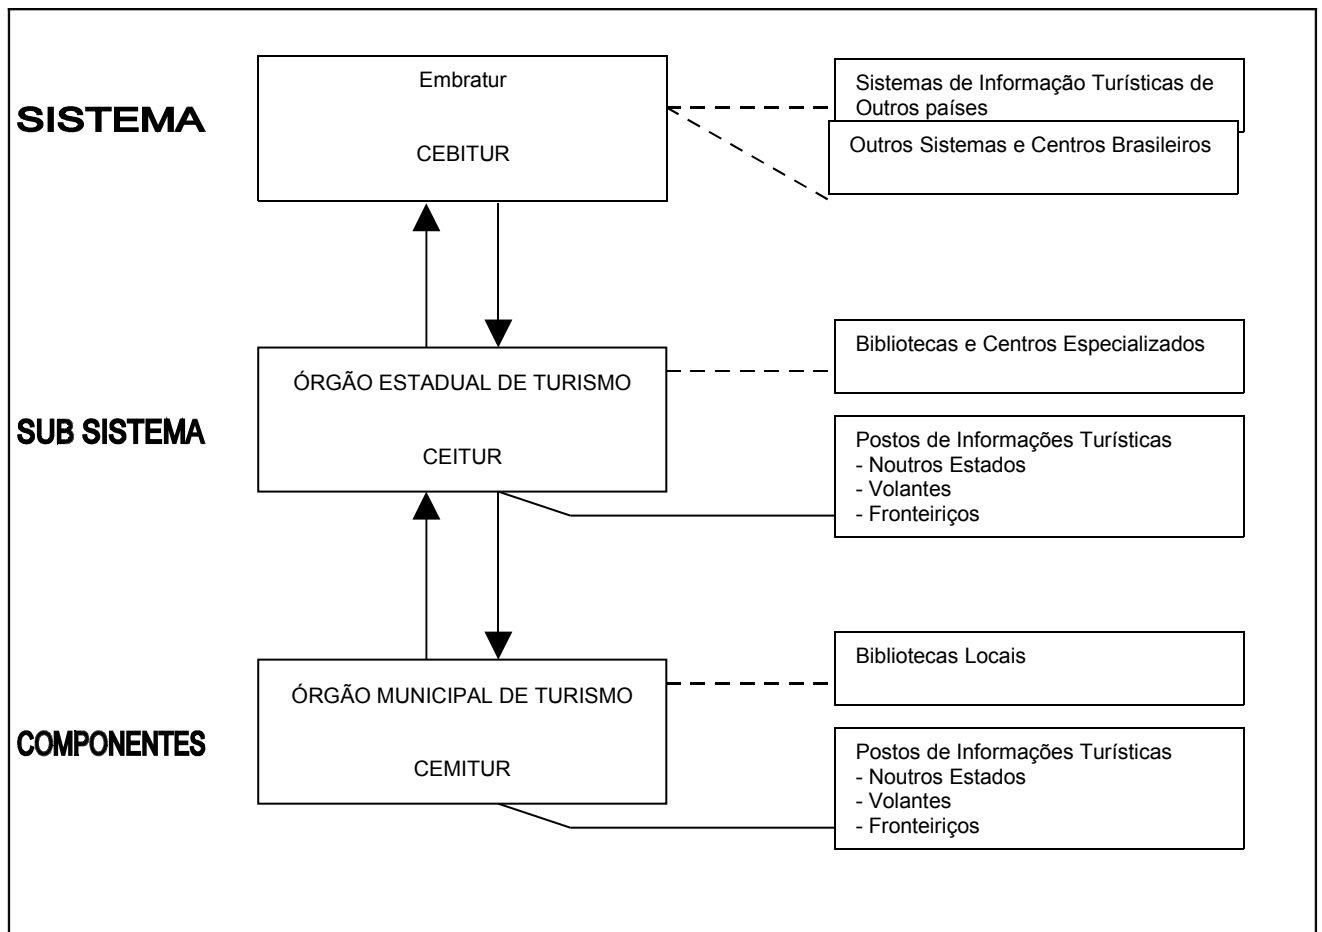 SISTEMA
Embratur
CEBITUR
Sistemas de Informação Turísticas de
Outros países
Outros Sistemas e Centros Brasileiros
SUB SISTEMA
ÓRGÃO ESTADUAL DE TURISMO
CEITUR
Bibliotecas e Centros Especializados
Postos de Informações Turísticas
- Noutros Estados
- Volantes
- Fronteiriços
COMPONENTES
ÓRGÃO MUNICIPAL DE TURISMO
CEMITUR
Bibliotecas Locais
Postos de Informações Turísticas
- Noutros Estados
- Volantes
- Fronteiriços